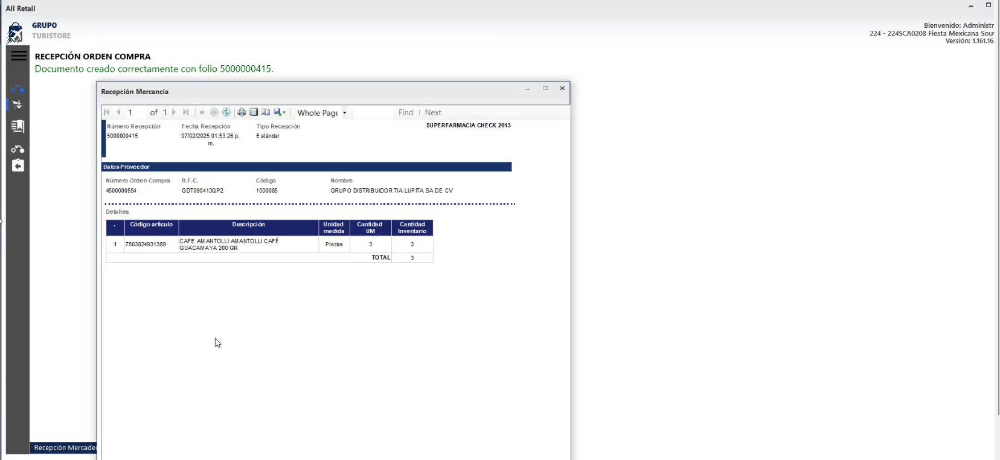 All Retail
GRUPO
TURISTORE
Bienvenido: Administr
224 - 224SCA0208 Fiesta Mexicana Sou
Versión: 1.161.16
RECEPCIÓN ORDEN COMPRA
Documento creado correctamente con folio 5000000415.
Recepción Mercancía
1 of 1 Whole Page Find | Next
Número Recepción Fecha Recepción Tipo Recepción SUPERFARMACIA CHECK 2013
5000000415 07/02/2025 01:53:26 p. Estándar
m.
Datos Proveedor
Número Orden Compra R.F.C. Código Nombre
4500000554 GDT090413QP2 1000085 GRUPO DISTRIBUIDOR TIA LUPITA SA DE CV
Detalles
. Código artículo Descripción Unidad Cantidad Cantidad
medida UM Inventario
1 7503024931389 CAFE AMANTOLLI AMANTOLLI CAFÉ Piezas 3 3
GUACAMAYA 200 GR
TOTAL 3
Recepción Mercader